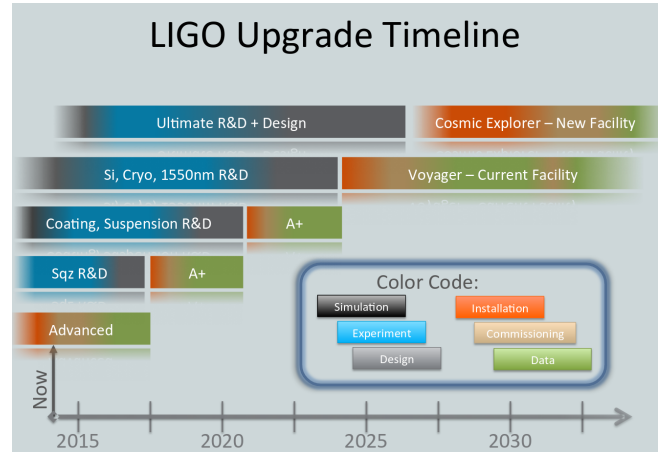 LIGO Upgrade Timeline
Ultimate R&D + Design
Cosmic Explorer – New Facility
Si, Cryo, 1550nm R&D
Voyager – Current Facility
Coating, Suspension R&D
A+
Sqz R&D
A+
Advanced
Color Code:
Simulation
Installation
Experiment
Commissioning
Design
Data
Now
2015
2020
2025
2030